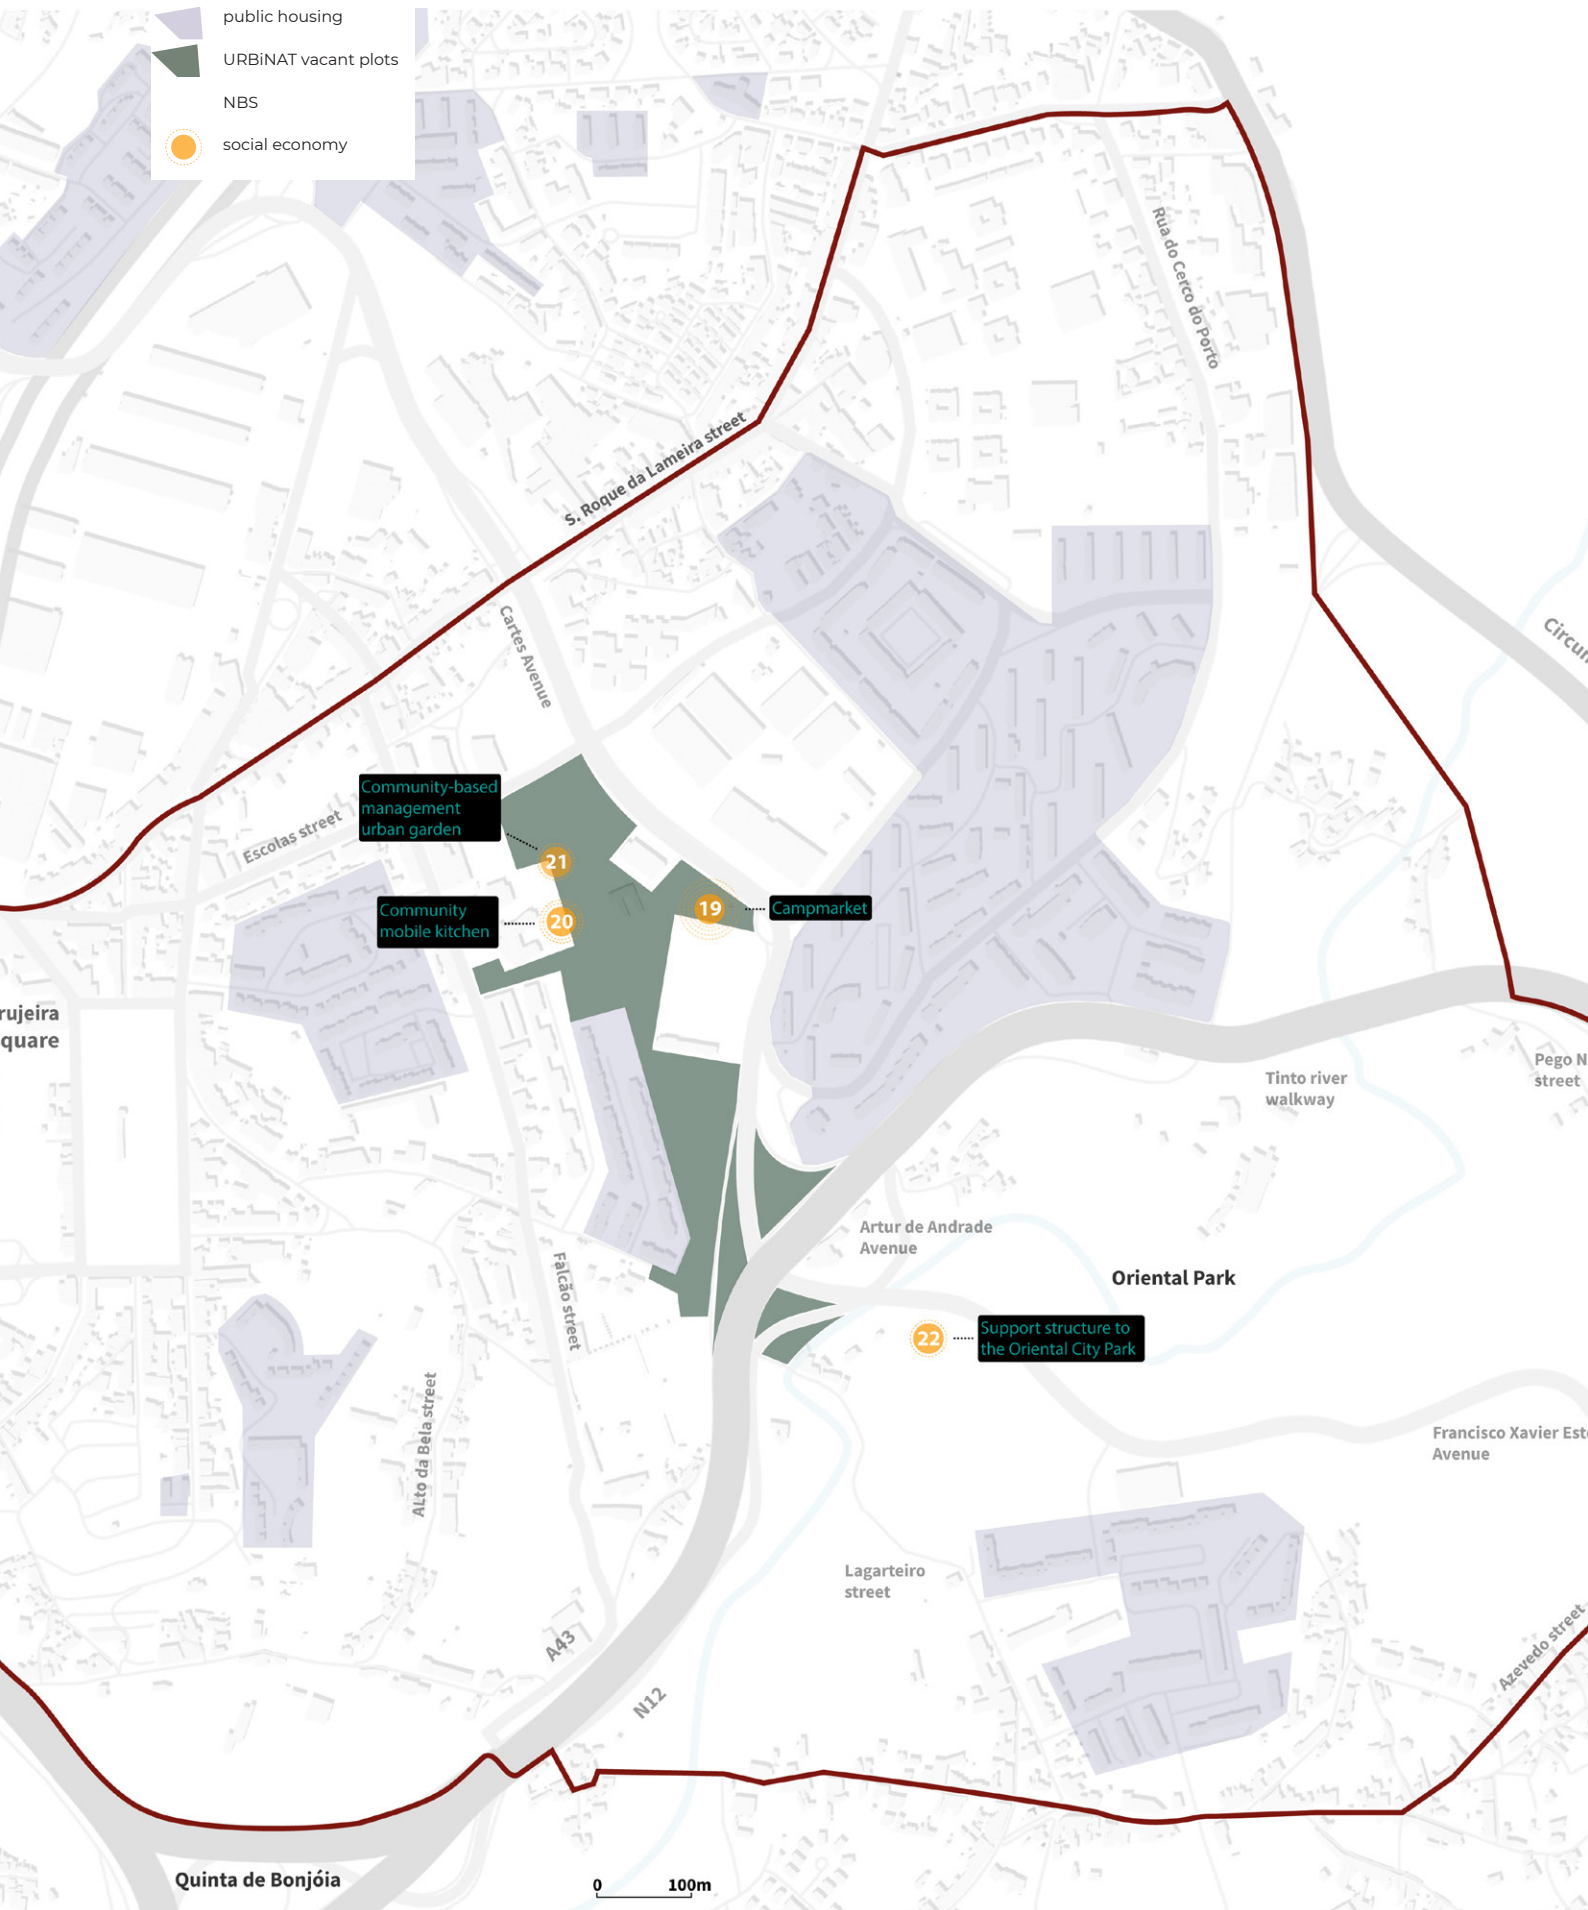 public housing
URBiNAT vacant plots
NBS
social economy
Rua do Cerco do Porto
S. Roque da Lameira street
Cartes Avenue
Circun
Community-based
management
urban garden
Escolas street
21
Community
mobile kitchen
20
19
Campmarket
rujeira
quare
Pego N
street
Tinto river
walkway
Artur de Andrade
Avenue
Oriental Park
Falcão street
22
Support structure to
the Oriental City Park
ALto da Bela street
Francisco Xavier Este
Avenue
Lagarteiro
street
A43
N12
Azevedo street
Quinta de Bonjóia
0 100m